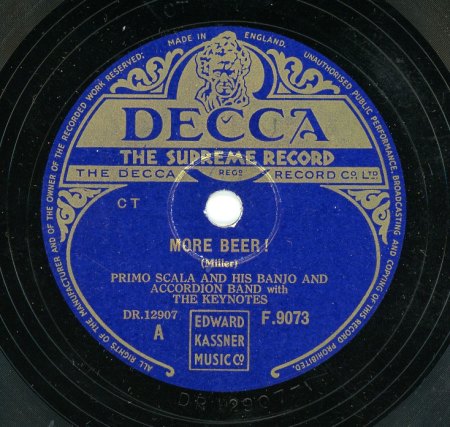 ALL RIGHTS OF THE MANUFACTURER AND OF THE OWNER OF THE RECORDED WORK RESERVED.
MADE IN ENGLAND.
UNAUTHORISED PUBLIC PERFORMANCE, BROADCASTING AND COPYING OF THIS RECORD PROHIBITED.
DECCA
THE SUPREME RECORD
THE DECCA REGD RECORD CO., LTD
CT
MORE BEER!
(Miller)
PRIMO SCALA AND HIS BANJO AND
ACCORDION BAND with
THE KEYNOTES
DR.12907 F.9073
A
EDWARD
KASSNER
MUSIC CO